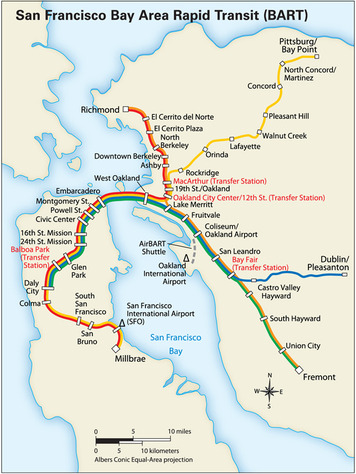 San Francisco Bay Area Rapid Transit (BART)
Pittsburg/
Bay Point
North Concord/
Martinez
Concord
Richmond
El Cerrito del Norte
El Cerrito Plaza
North
Berkeley
Pleasant Hill
Walnut Creek
Lafayette
Orinda
Downtown Berkeley
Ashby
Rockridge
West Oakland
MacArthur (Transfer Station)
19th St./Oakland
Oakland City Center/12th St. (Transfer Station)
Lake Merritt
Fruitvale
Embarcadero
Montgomery St.
Powell St.
Civic Center
Coliseum/
Oakland Airport
16th St. Mission
24th St. Mission
Balboa Park
(Transfer
Station)
Glen
Park
AirBART
Shuttle
Oakland
International
Airport
San Leandro
Bay Fair
(Transfer Station)
Dublin/
Pleasanton
Castro Valley
Hayward
Daly
City
Colma
South
San
Francisco
San Francisco
International Airport
(SFO)
South Hayward
San
Bruno
San Francisco
Bay
Union City
Millbrae
Fremont
N
W
E
S
0
5
10 miles
0
5
10 kilometers
Albers Conic Equal-Area projection